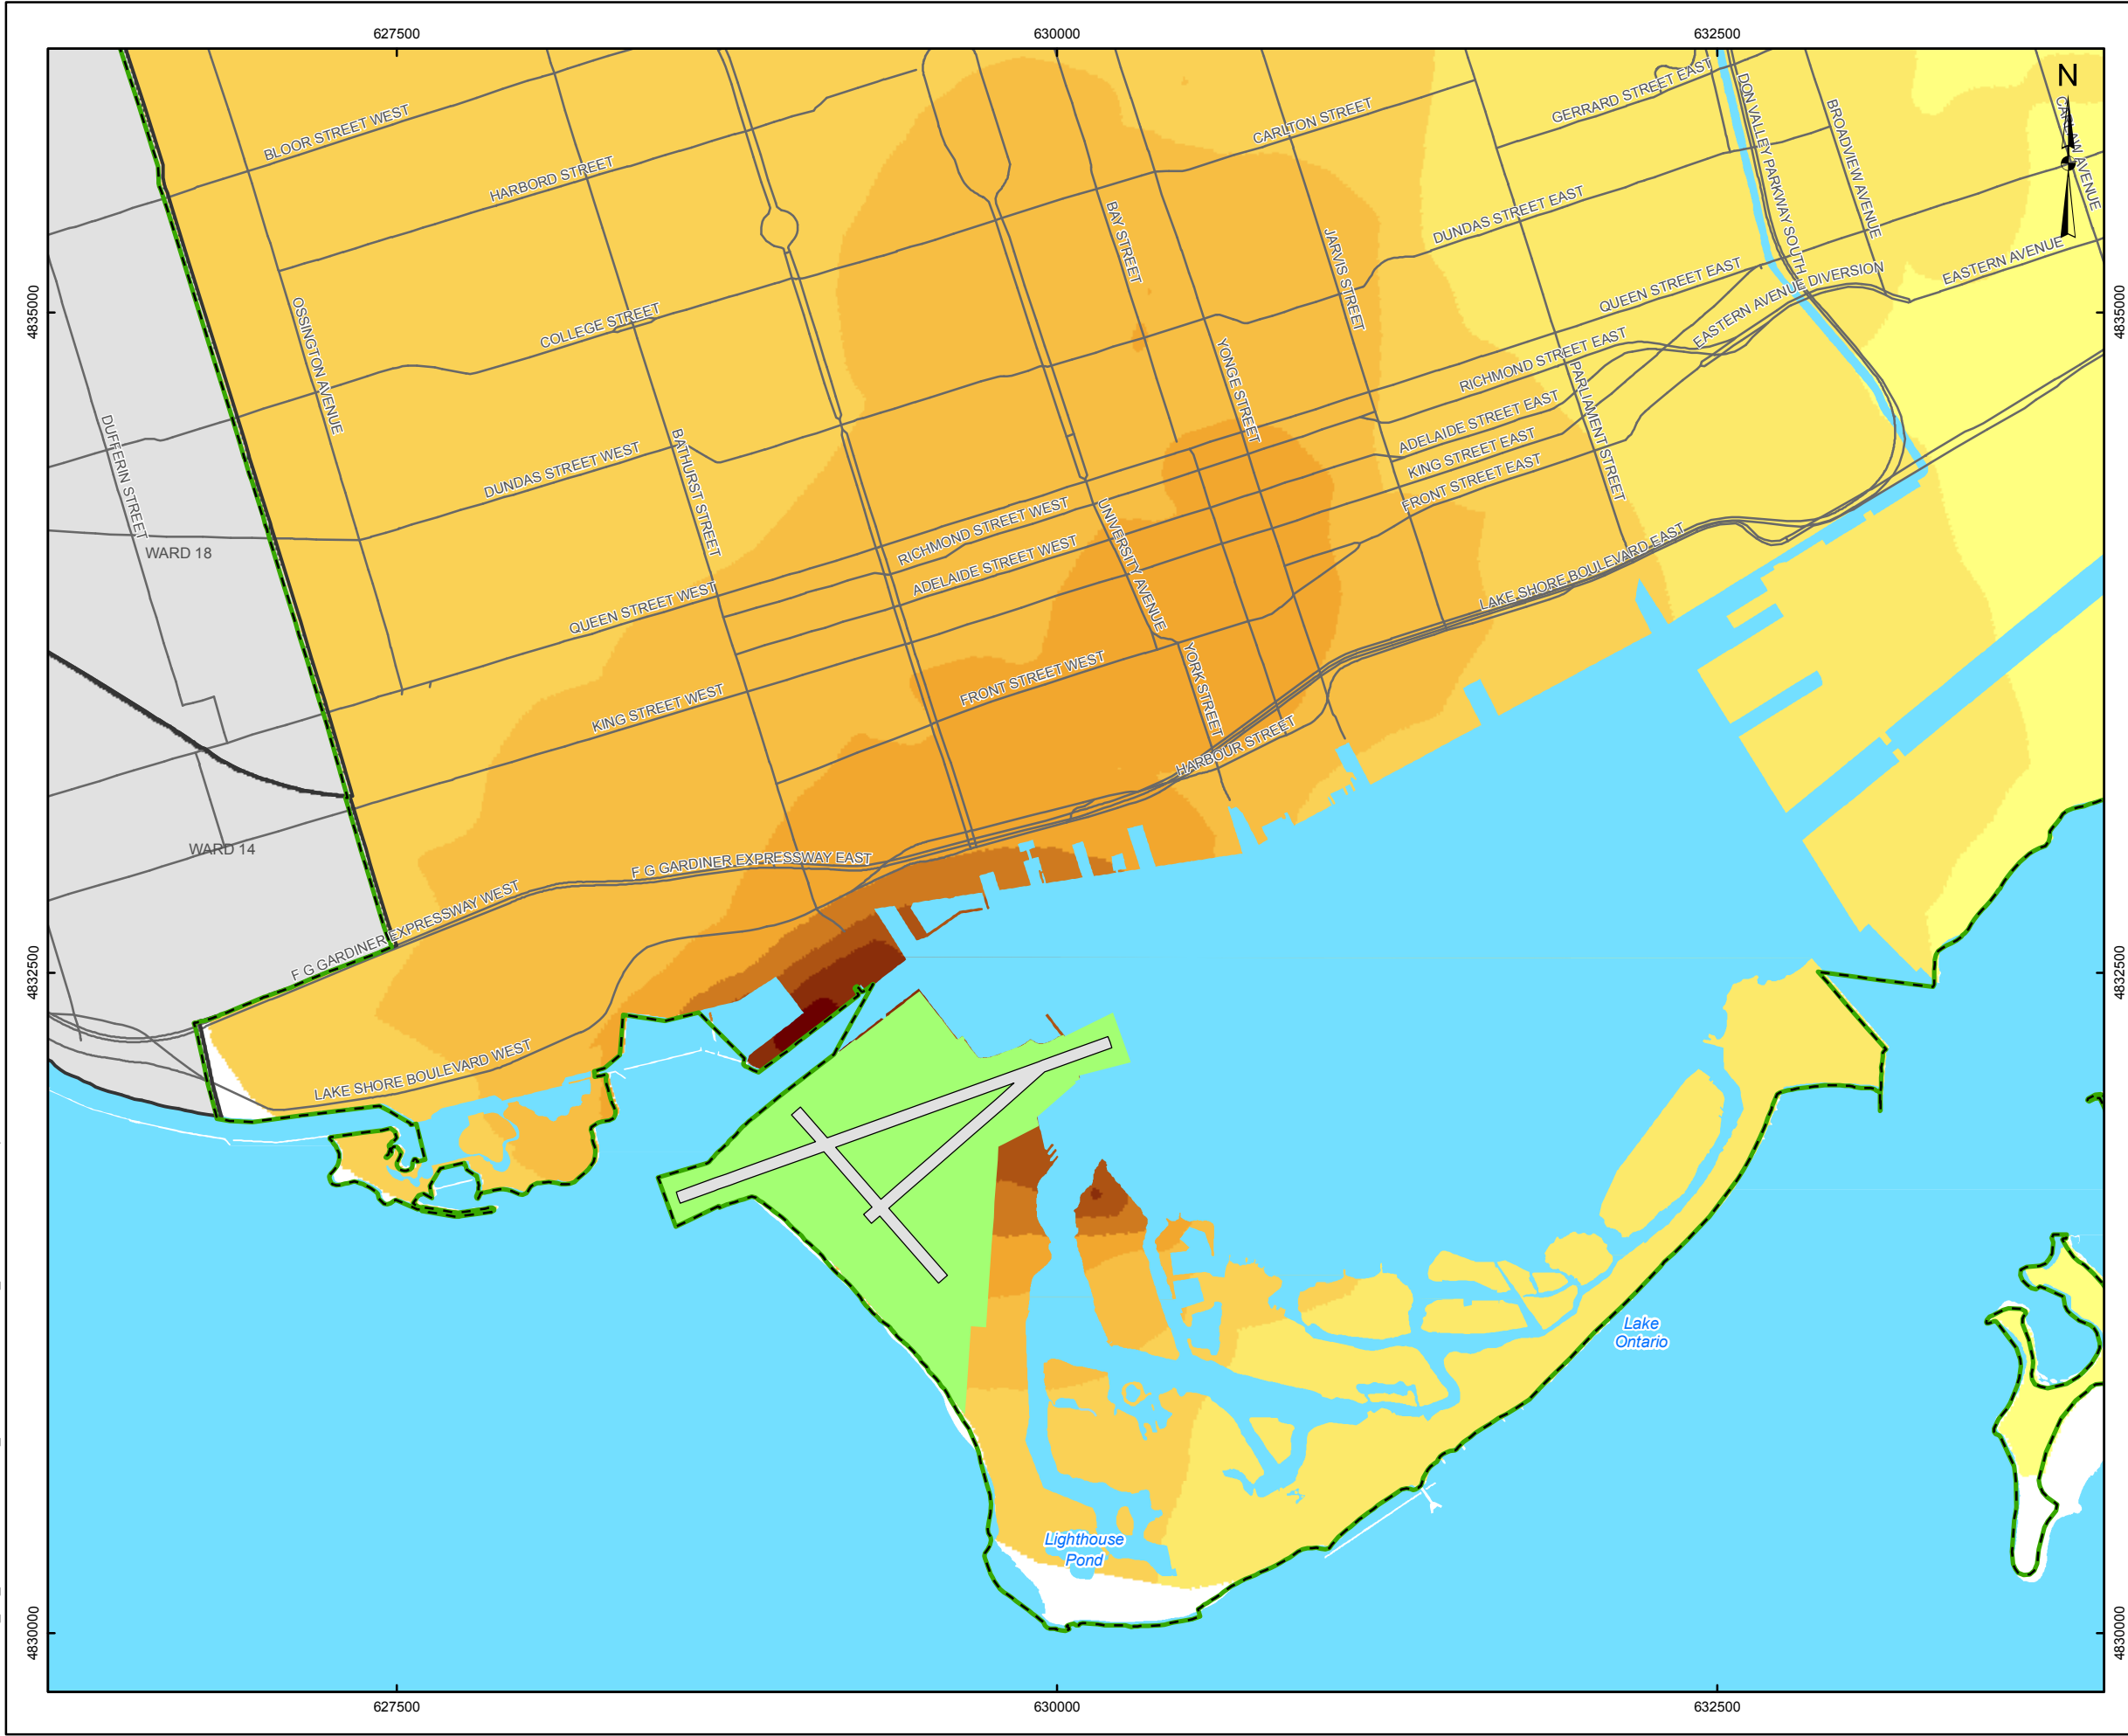 627500
630000
632500
N
BLOOR STREET WEST
HARBORD STREET
CARLTON STREET
GERRARD STREET EAST
DON VALLEY PARKWAY SOUTH
BROADVIEW AVENUE
CARLAW AVENUE
BAY STREET
JARVIS STREET
DUNDAS STREET EAST
QUEEN STREET EAST
EASTERN AVENUE DIVERSION
EASTERN AVENUE
4835000
4835000
OSSINGTON AVENUE
COLLEGE STREET
YONGE STREET
RICHMOND STREET EAST
PARLIAMENT STREET
ADELAIDE STREET EAST
KING STREET EAST
FRONT STREET EAST
DUFFERIN STREET
BATHURST STREET
DUNDAS STREET WEST
RICHMOND STREET WEST
UNIVERSITY AVENUE
ADELAIDE STREET WEST
WARD 18
QUEEN STREET WEST
LAKE SHORE BOULEVARD EAST
FRONT STREET WEST
YORK STREET
KING STREET WEST
HARBOUR STREET
WARD 14
F G GARDINER EXPRESSWAY EAST
F G GARDINER EXPRESSWAY WEST
4832500
4832500
LAKE SHORE BOULEVARD WEST
Lake
Ontario
Lighthouse
Pond
4830000
4830000
627500
630000
632500